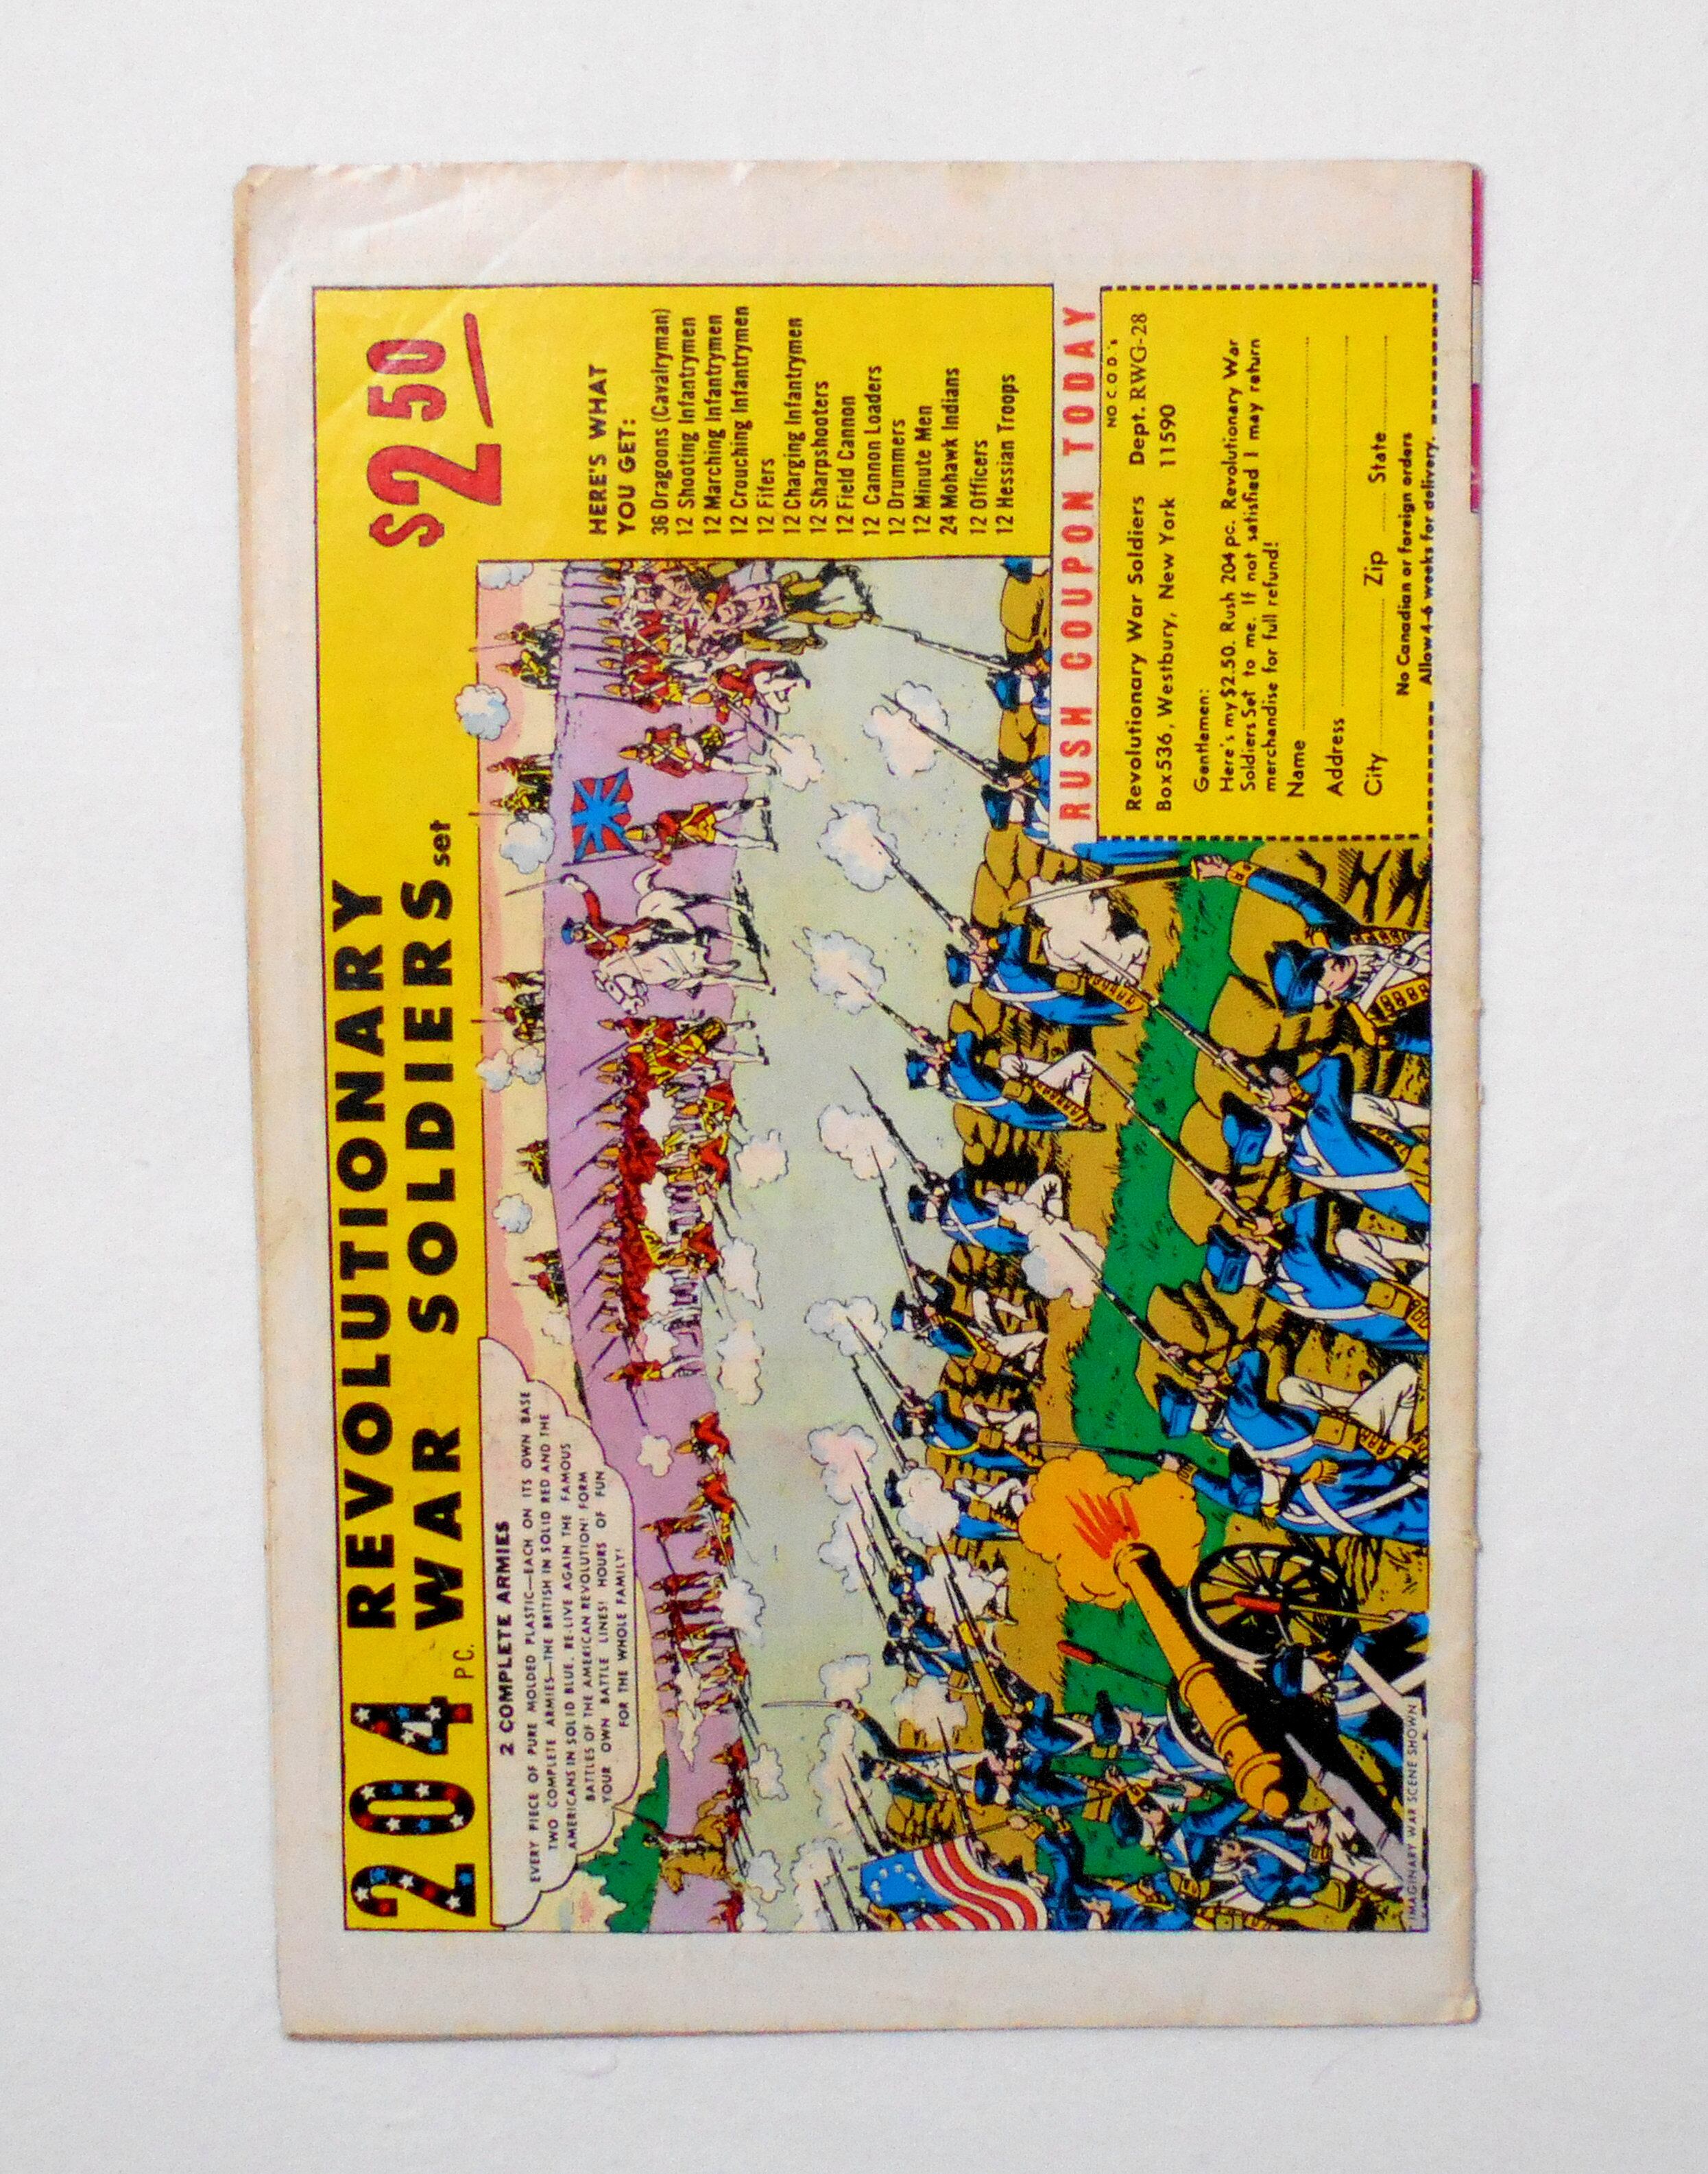 204 PC. REVOLUTIONARY
WAR SOLDIERS set
$2 50
2 COMPLETE ARMIES
EVERY PIECE OF PURE MOLDED PLASTIC—EACH ON ITS OWN BASE
TWO COMPLETE ARMIES—THE BRITISH IN SOLID RED AND THE
AMERICANS IN SOLID BLUE. RE-LIVE AGAIN THE FAMOUS
BATTLES OF THE AMERICAN REVOLUTION! FORM
YOUR OWN BATTLE LINES! HOURS OF FUN
FOR THE WHOLE FAMILY!
HERE'S WHAT
YOU GET:
36 Dragoons (Cavalryman)
12 Shooting Infantrymen
12 Marching Infantrymen
12 Crouching Infantrymen
12 Fifers
12 Charging Infantrymen
12 Sharpshooters
12 Field Cannon
12 Cannon Loaders
12 Drummers
12 Minute Men
24 Mohawk Indians
12 Officers
12 Hessian Troops
RUSH COUPON TODAY
NO C.O.D.'s
Revolutionary War Soldiers Dept. RWG-28
Box 536, Westbury, New York 11590
Gentlemen:
Here's my $2.50. Rush 204 pc. Revolutionary War
Soldiers Set to me. If not satisfied I may return
merchandise for full refund!
Name
Address
City Zip State
No Canadian or foreign orders
Allow 4-6 weeks for delivery.
IMAGINARY WAR SCENE SHOWN